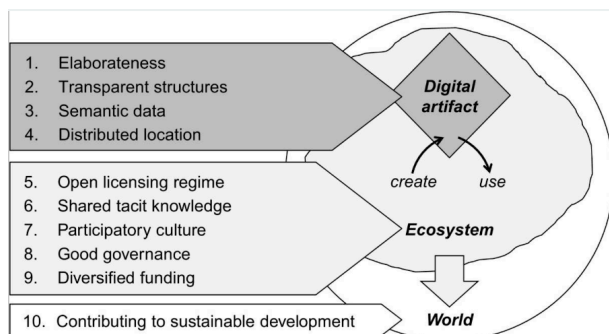 1. Elaborateness
2. Transparent structures
3. Semantic data
4. Distributed location
Digital
artifact
create use
5. Open licensing regime
6. Shared tacit knowledge
7. Participatory culture
8. Good governance
9. Diversified funding
Ecosystem
10. Contributing to sustainable development
World